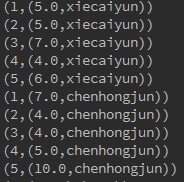 (1,(5.0,xiecaiyun))
(2,(5.0,xiecaiyun))
(3,(7.0,xiecaiyun))
(4,(4.0,xiecaiyun))
(5,(6.0,xiecaiyun))
(1,(7.0,chenhongjun))
(2,(4.0,chenhongjun))
(3,(4.0,chenhongjun))
(4,(5.0,chenhongjun))
(5,(10.0,chenhongjun))